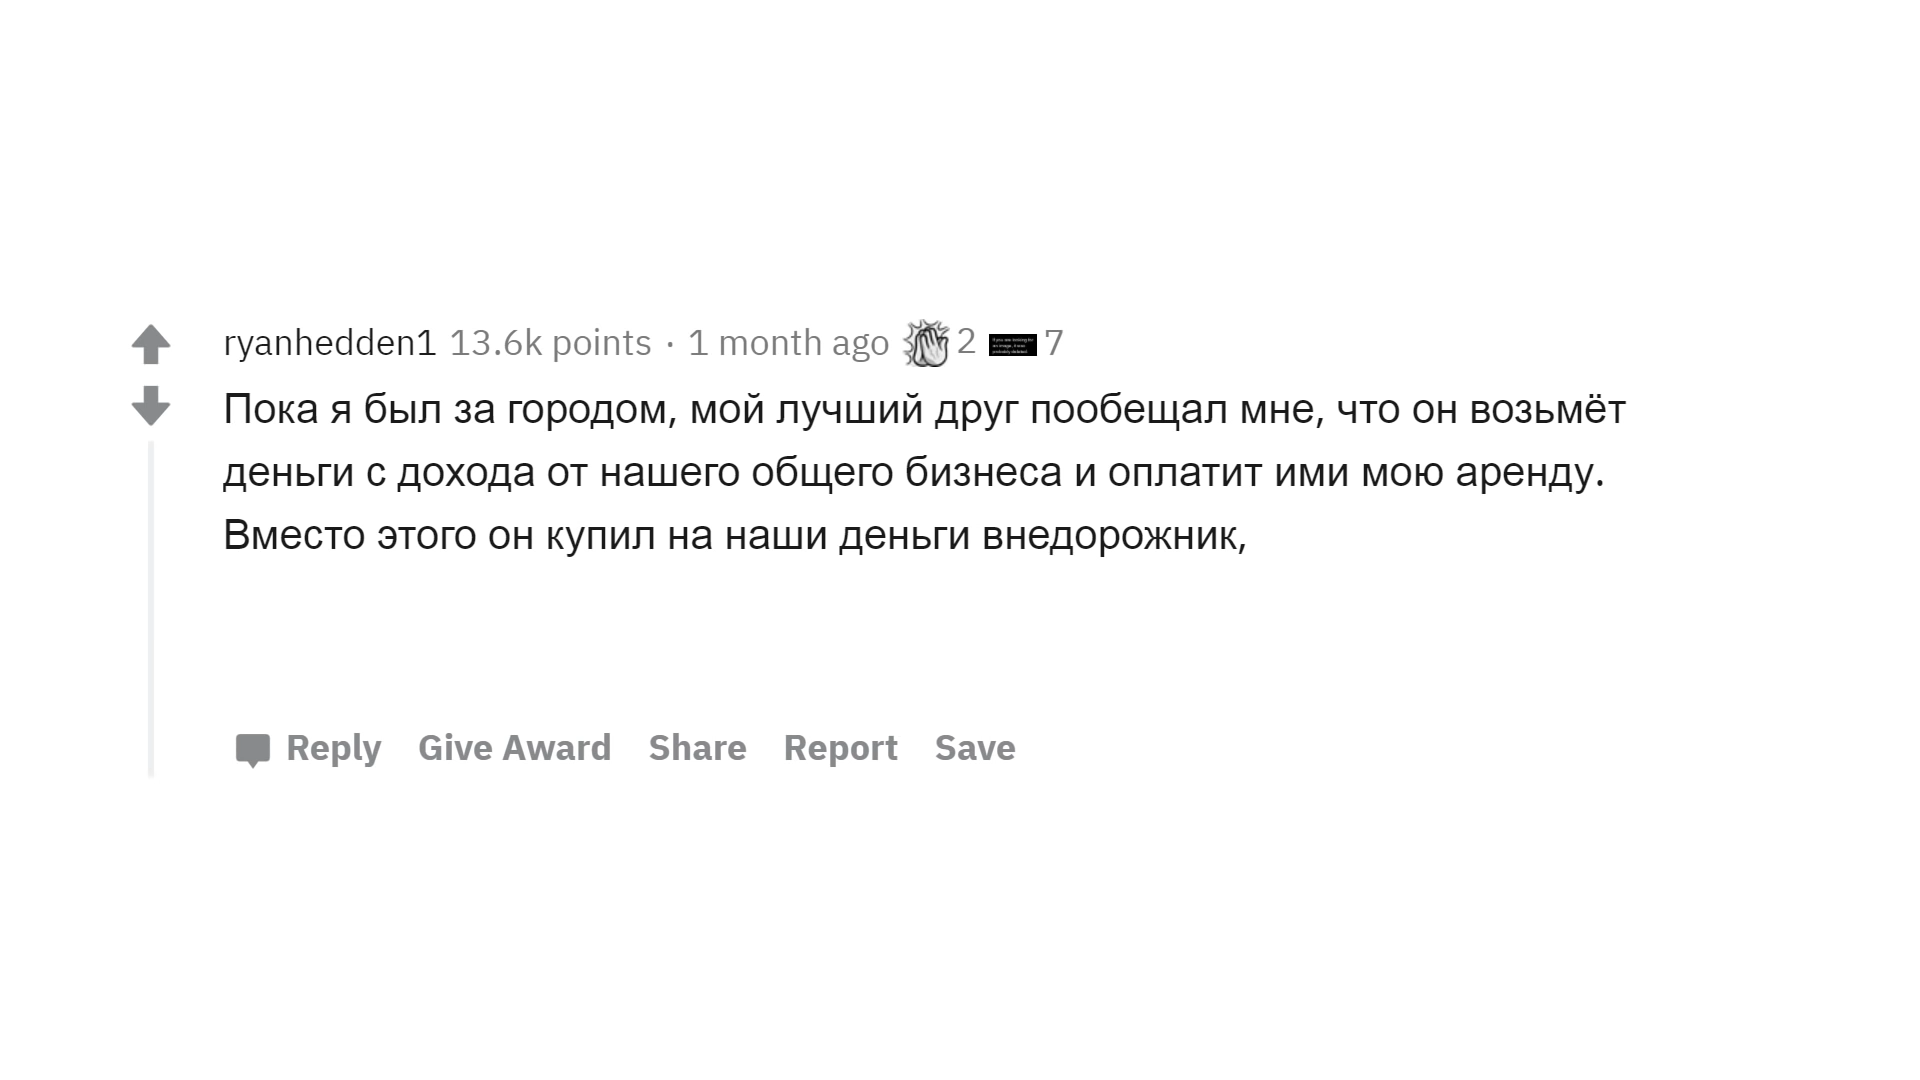 ryanhedden1 13.6k points · 1 month ago 2 7
Пока я был за городом, мой лучший друг пообещал мне, что он возьмёт
деньги с дохода от нашего общего бизнеса и оплатит ими мою аренду.
Вместо этого он купил на наши деньги внедорожник,
Reply Give Award Share Report Save